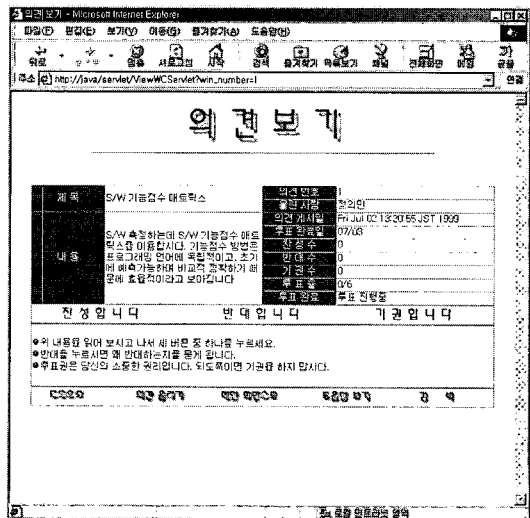 의견 보기 - Microsoft Internet Explorer
파일(F) 편집(E) 보기(V) 이동(G) 즐겨찾기(A) 도움말(H)
뒤로 멈춤 새로고침 시작 검색 즐겨찾기 목록보기 채널 전체화면 메일 인쇄
주소 http://java/servlet/ViewWCServlet?win_number=1 연결
의견보기
제목 S/W 기능점수 매트릭스
의견 번호 1
올린 사람 정의민
의견 게시일 Fri Jul 02 13:20:55 JST 1999
투표 완료일 07/03
찬성수 0
반대수 0
기권수 0
투표율 0/6
투표 완료 투표 진행중
내용 S/W 측정하는데 S/W 기능점수 매트
릭스를 이용합시다. 기능점수 방법은
프로그래밍 언어에 독립적이고, 초기
에 예측가능하며 비교적 정확하기 때
문에 효율적이라고 보아집니다
찬성합니다 반대합니다 기권합니다
위 내용을 읽어 보시고 나서 세 버튼 중 하나를 누르세요.
반대를 누르시면 왜 반대하는지를 묻게 됩니다.
투표권은 당신의 소중한 권리입니다. 되도록이면 기권을 하지 맙시다.
로컬 인트라넷 영역